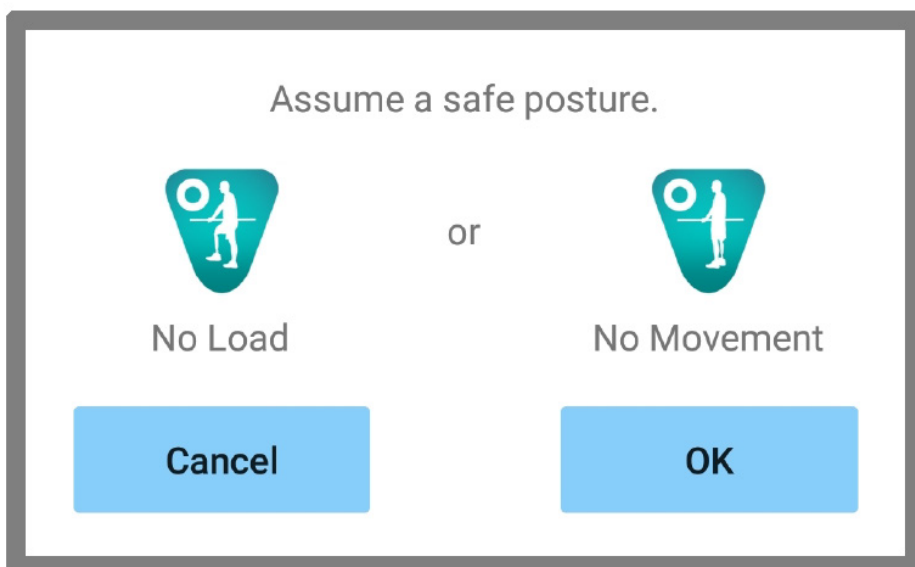 Assume a safe posture.
or
No Load
No Movement
Cancel
OK